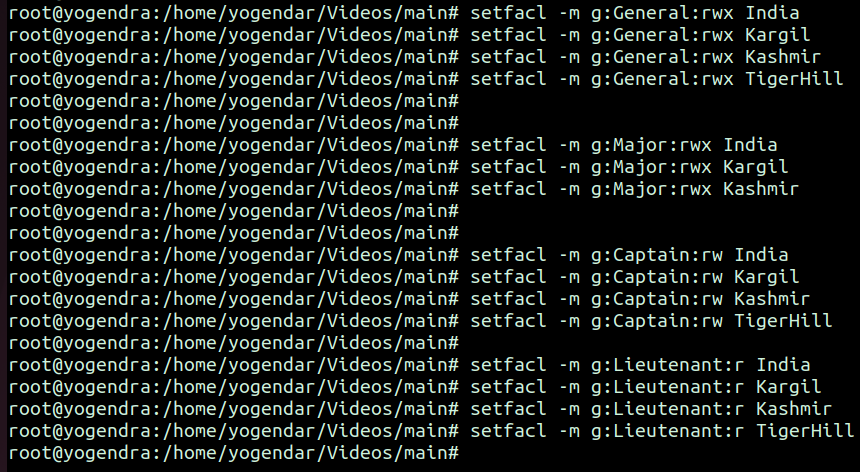 root@yogendra:/home/yogendar/Videos/main# setfacl -m g:General:rwx India
root@yogendra:/home/yogendar/Videos/main# setfacl -m g:General:rwx Kargil
root@yogendra:/home/yogendar/Videos/main# setfacl -m g:General:rwx Kashmir
root@yogendra:/home/yogendar/Videos/main# setfacl -m g:General:rwx TigerHill
root@yogendra:/home/yogendar/Videos/main#
root@yogendra:/home/yogendar/Videos/main#
root@yogendra:/home/yogendar/Videos/main# setfacl -m g:Major:rwx India
root@yogendra:/home/yogendar/Videos/main# setfacl -m g:Major:rwx Kargil
root@yogendra:/home/yogendar/Videos/main# setfacl -m g:Major:rwx Kashmir
root@yogendra:/home/yogendar/Videos/main#
root@yogendra:/home/yogendar/Videos/main#
root@yogendra:/home/yogendar/Videos/main# setfacl -m g:Captain:rw India
root@yogendra:/home/yogendar/Videos/main# setfacl -m g:Captain:rw Kargil
root@yogendra:/home/yogendar/Videos/main# setfacl -m g:Captain:rw Kashmir
root@yogendra:/home/yogendar/Videos/main# setfacl -m g:Captain:rw TigerHill
root@yogendra:/home/yogendar/Videos/main#
root@yogendra:/home/yogendar/Videos/main# setfacl -m g:Lieutenant:r India
root@yogendra:/home/yogendar/Videos/main# setfacl -m g:Lieutenant:r Kargil
root@yogendra:/home/yogendar/Videos/main# setfacl -m g:Lieutenant:r Kashmir
root@yogendra:/home/yogendar/Videos/main# setfacl -m g:Lieutenant:r TigerHill
root@yogendra:/home/yogendar/Videos/main#